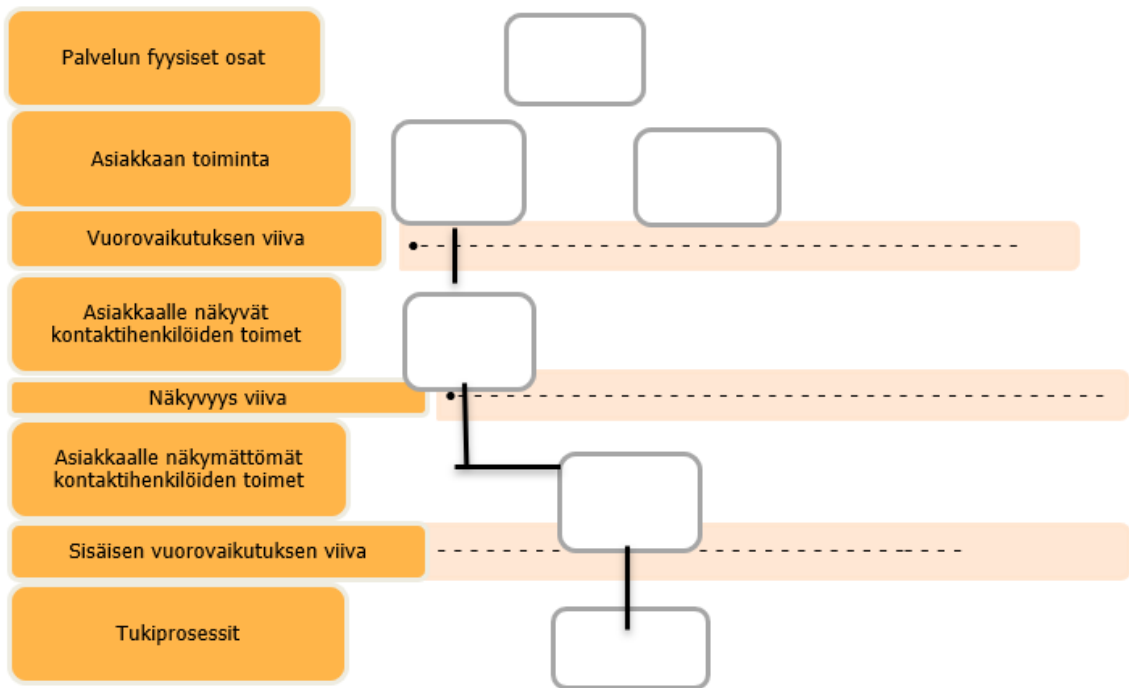 Palvelun fyysiset osat
Asiakkaan toiminta
Vuorovaikutuksen viiva
Asiakkaalle näkyvät
kontaktihenkilöiden toimet
Näkyvyys viiva
Asiakkaalle näkymättömät
kontaktihenkilöiden toimet
Sisäisen vuorovaikutuksen viiva
Tukiprosessit